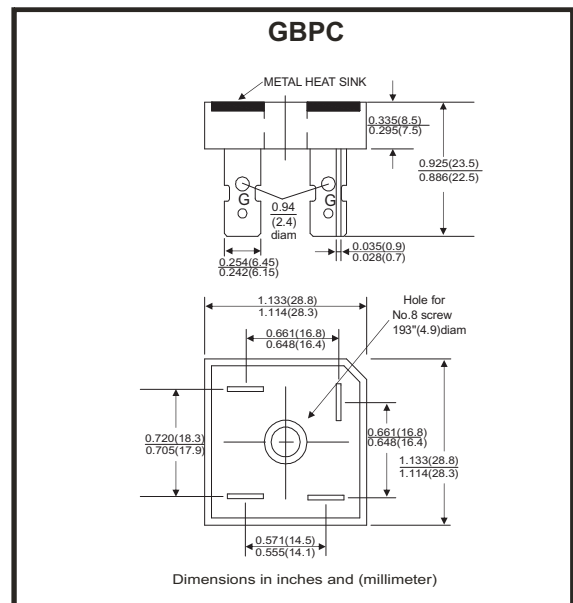 GBPC
METAL HEAT SINK
0.335(8.5)
0.295(7.5)
0.925(23.5)
0.886(22.5)
G
G
0.94
(2.4)
diam
0.254(6.45)
0.242(6.15)
0.035(0.9)
0.028(0.7)
1.133(28.8)
1.114(28.3)
Hole for
No.8 screw
193"(4.9)diam
0.661(16.8)
0.648(16.4)
0.720(18.3)
0.705(17.9)
0.661(16.8)
0.648(16.4)
1.133(28.8)
1.114(28.3)
0.571(14.5)
0.555(14.1)
Dimensions in inches and (millimeter)